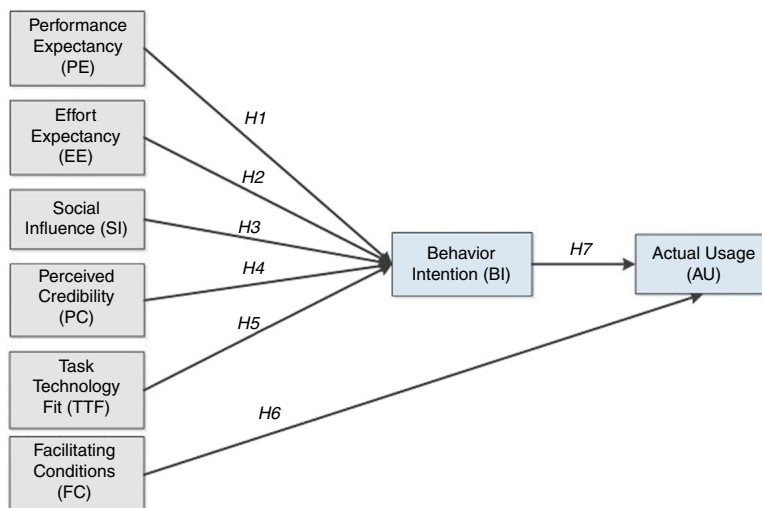 Performance
Expectancy
(PE)
H1
Effort
Expectancy
(EE)
H2
Social
Influence (SI)
H3
Perceived
Credibility
(PC)
H4
Task
Technology
Fit (TTF)
H5
Facilitating
Conditions
(FC)
H6
Behavior
Intention (BI)
H7
Actual Usage
(AU)